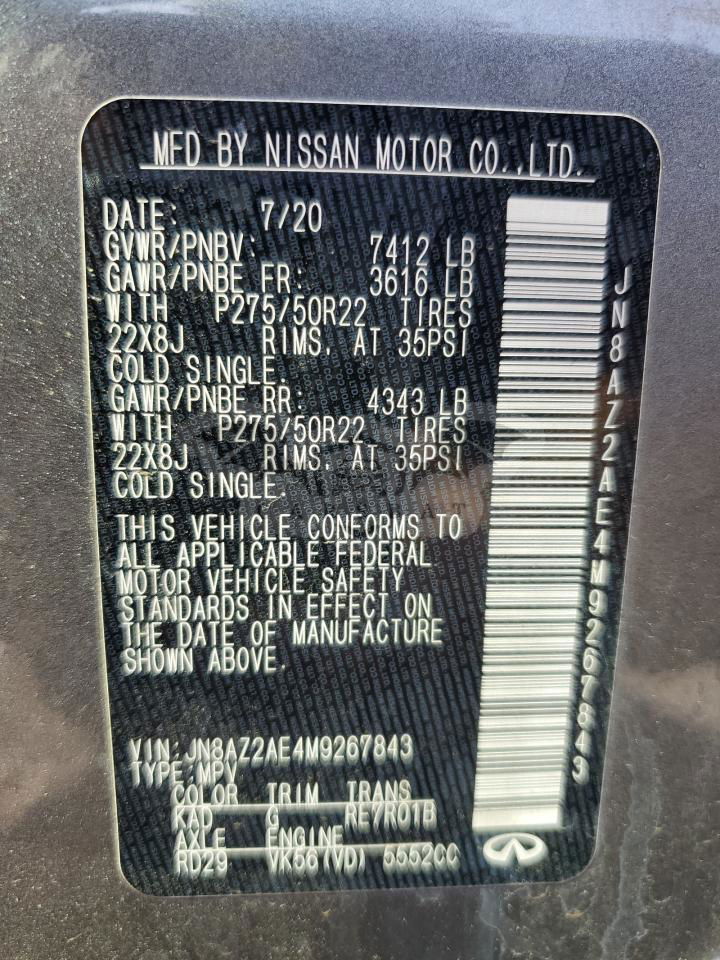 MFD BY NISSAN MOTOR CO.,LTD.
DATE: 7/20
GVWR/PNBV: 7412 LB
GAWR/PNBE FR: 3616 LB
WITH P275/50R22 TIRES
22X8J RIMS. AT 35PSI
COLD SINGLE.
GAWR/PNBE RR: 4343 LB
WITH P275/50R22 TIRES
22X8J RIMS. AT 35PSI
COLD SINGLE.
THIS VEHICLE CONFORMS TO
ALL APPLICABLE FEDERAL
MOTOR VEHICLE SAFETY
STANDARDS IN EFFECT ON
THE DATE OF MANUFACTURE
SHOWN ABOVE.
VIN:JN8AZ2AE4M9267843
TYPE:MPV
COLOR TRIM TRANS
KAD G RE7R01B
AXLE ENGINE
RD29 VK56(VD) 5552CC
JN8AZ2AE4M9267843